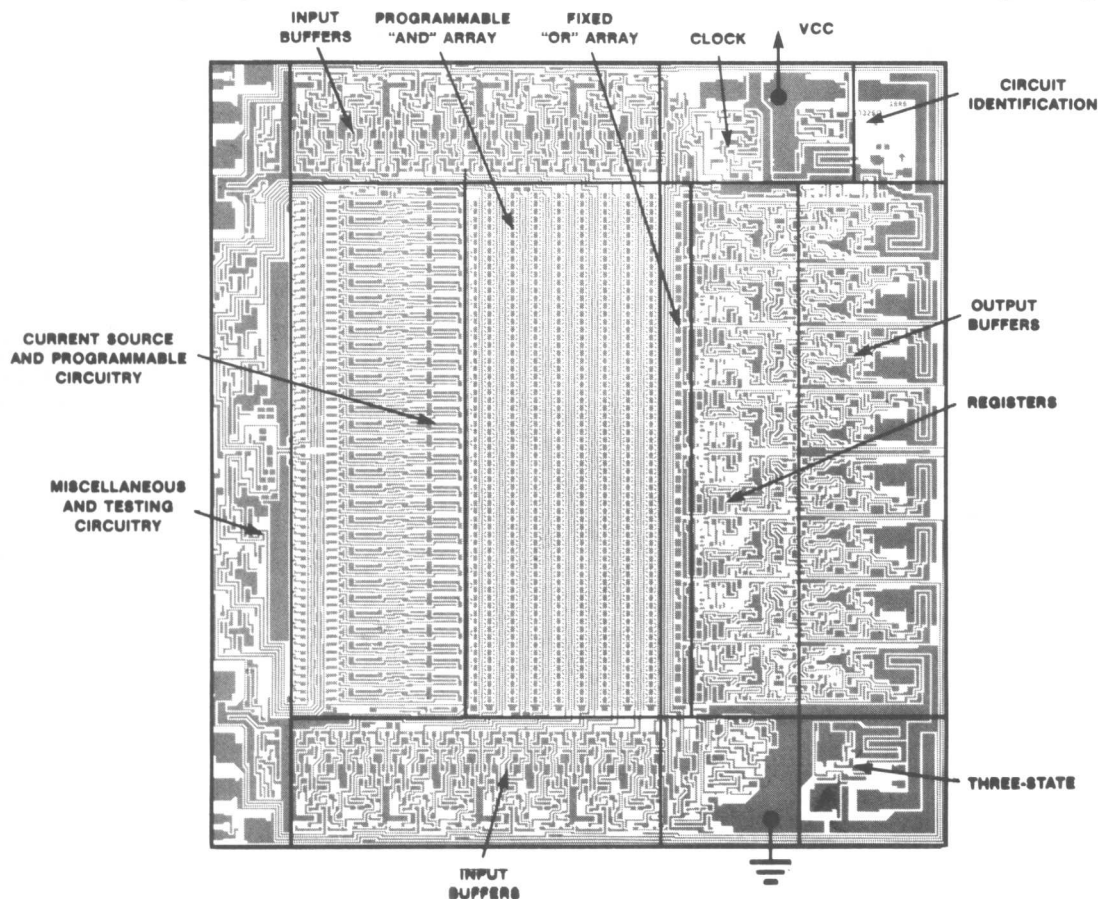 INPUT
BUFFERS
PROGRAMMABLE
"AND" ARRAY
FIXED
"OR" ARRAY
CLOCK
VCC
CIRCUIT
IDENTIFICATION
OUTPUT
BUFFERS
CURRENT SOURCE
AND PROGRAMMABLE
CIRCUITRY
REGISTERS
MISCELLANEOUS
AND TESTING
CIRCUITRY
THREE-STATE
INPUT
BUFFERS